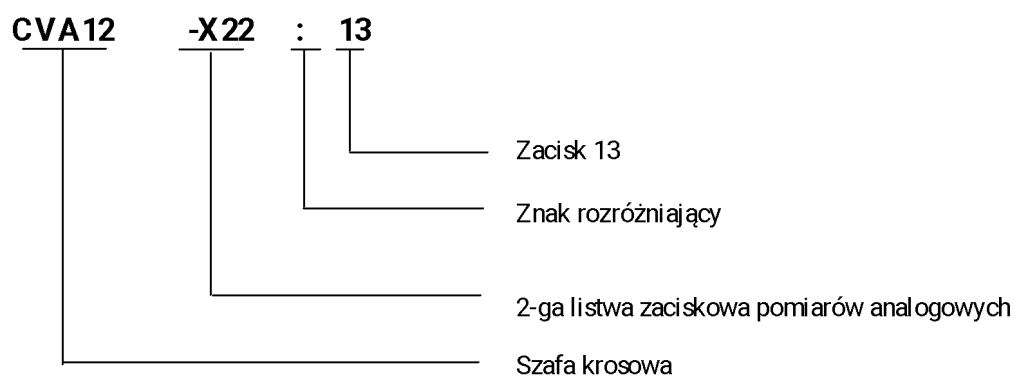 CVA12 -X22 : 13
Zacisk 13
Znak rozróżniający
2-ga listwa zaciskowa pomiarów analogowych
Szafa krosowa